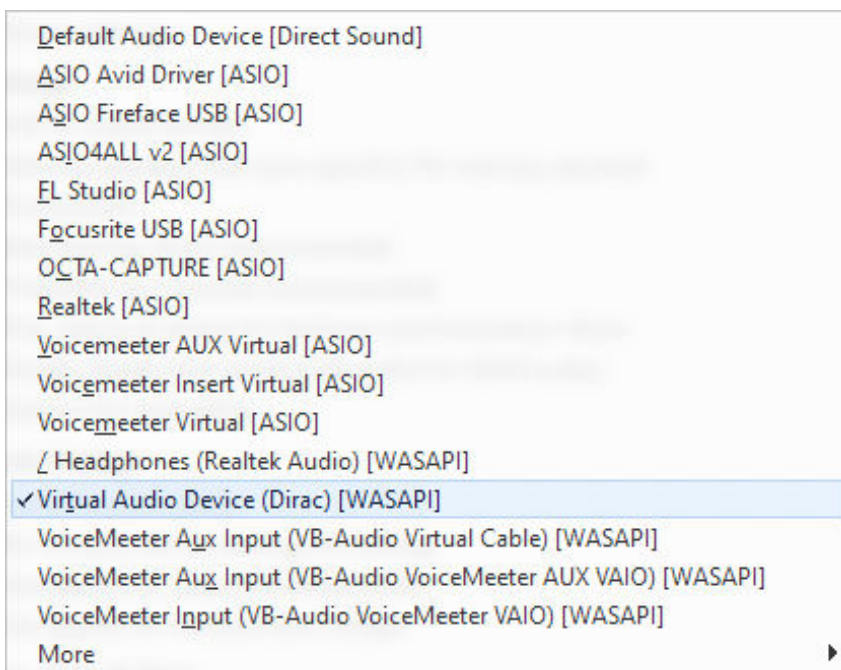 Default Audio Device [Direct Sound]
ASIO Avid Driver [ASIO]
ASIO Fireface USB [ASIO]
ASIO4ALL v2 [ASIO]
FL Studio [ASIO]
Focusrite USB [ASIO]
OCTA-CAPTURE [ASIO]
Realtek [ASIO]
Voicemeeter AUX Virtual [ASIO]
Voicemeeter Insert Virtual [ASIO]
Voicemeeter Virtual [ASIO]
/ Headphones (Realtek Audio) [WASAPI]
✓ Virtual Audio Device (Dirac) [WASAPI]
VoiceMeeter Aux Input (VB-Audio Virtual Cable) [WASAPI]
VoiceMeeter Aux Input (VB-Audio VoiceMeeter AUX VAIO) [WASAPI]
VoiceMeeter Input (VB-Audio VoiceMeeter VAIO) [WASAPI]
More